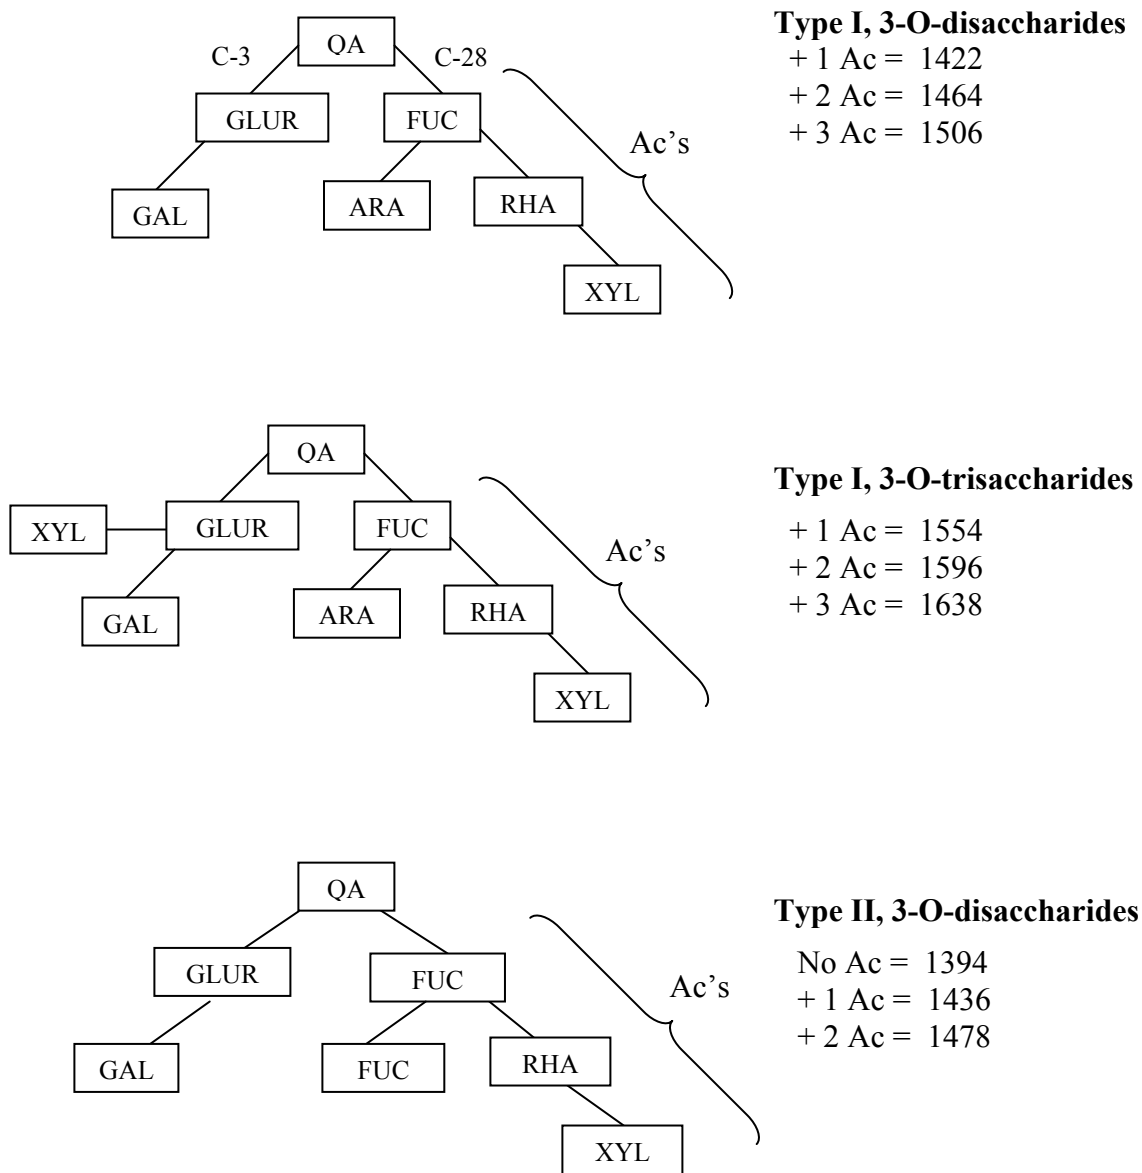 QA
C-3
C-28
GLUR
FUC
GAL
ARA
RHA
XYL
Ac's
Type I, 3-O-disaccharides
+ 1 Ac = 1422
+ 2 Ac = 1464
+ 3 Ac = 1506
QA
XYL
GLUR
FUC
GAL
ARA
RHA
XYL
Ac's
Type I, 3-O-trisaccharides
+ 1 Ac = 1554
+ 2 Ac = 1596
+ 3 Ac = 1638
QA
GLUR
FUC
GAL
FUC
RHA
XYL
Ac's
Type II, 3-O-disaccharides
No Ac = 1394
+ 1 Ac = 1436
+ 2 Ac = 1478